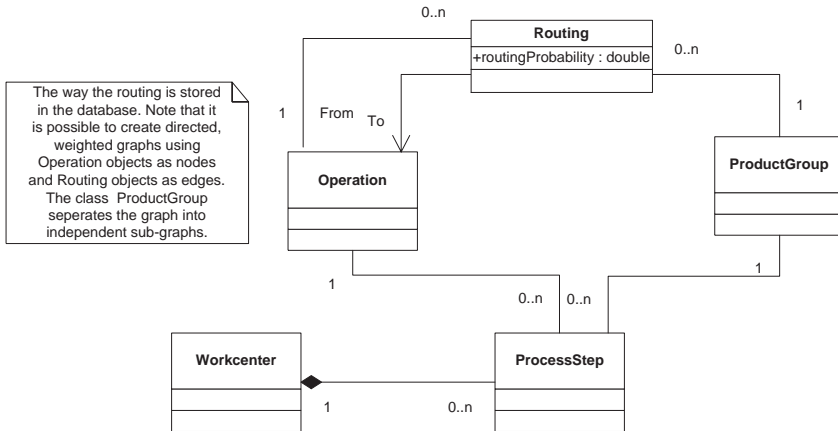 0..n
Routing
+routingProbability : double
0..n
The way the routing is stored
in the database. Note that it
is possible to create directed,
weighted graphs using
Operation objects as nodes
and Routing objects as edges.
The class  ProductGroup
seperates the graph into
independent sub-graphs.
1
From
To
1
Operation
ProductGroup
1
0..n
0..n
1
Workcenter
ProcessStep
1
0..n